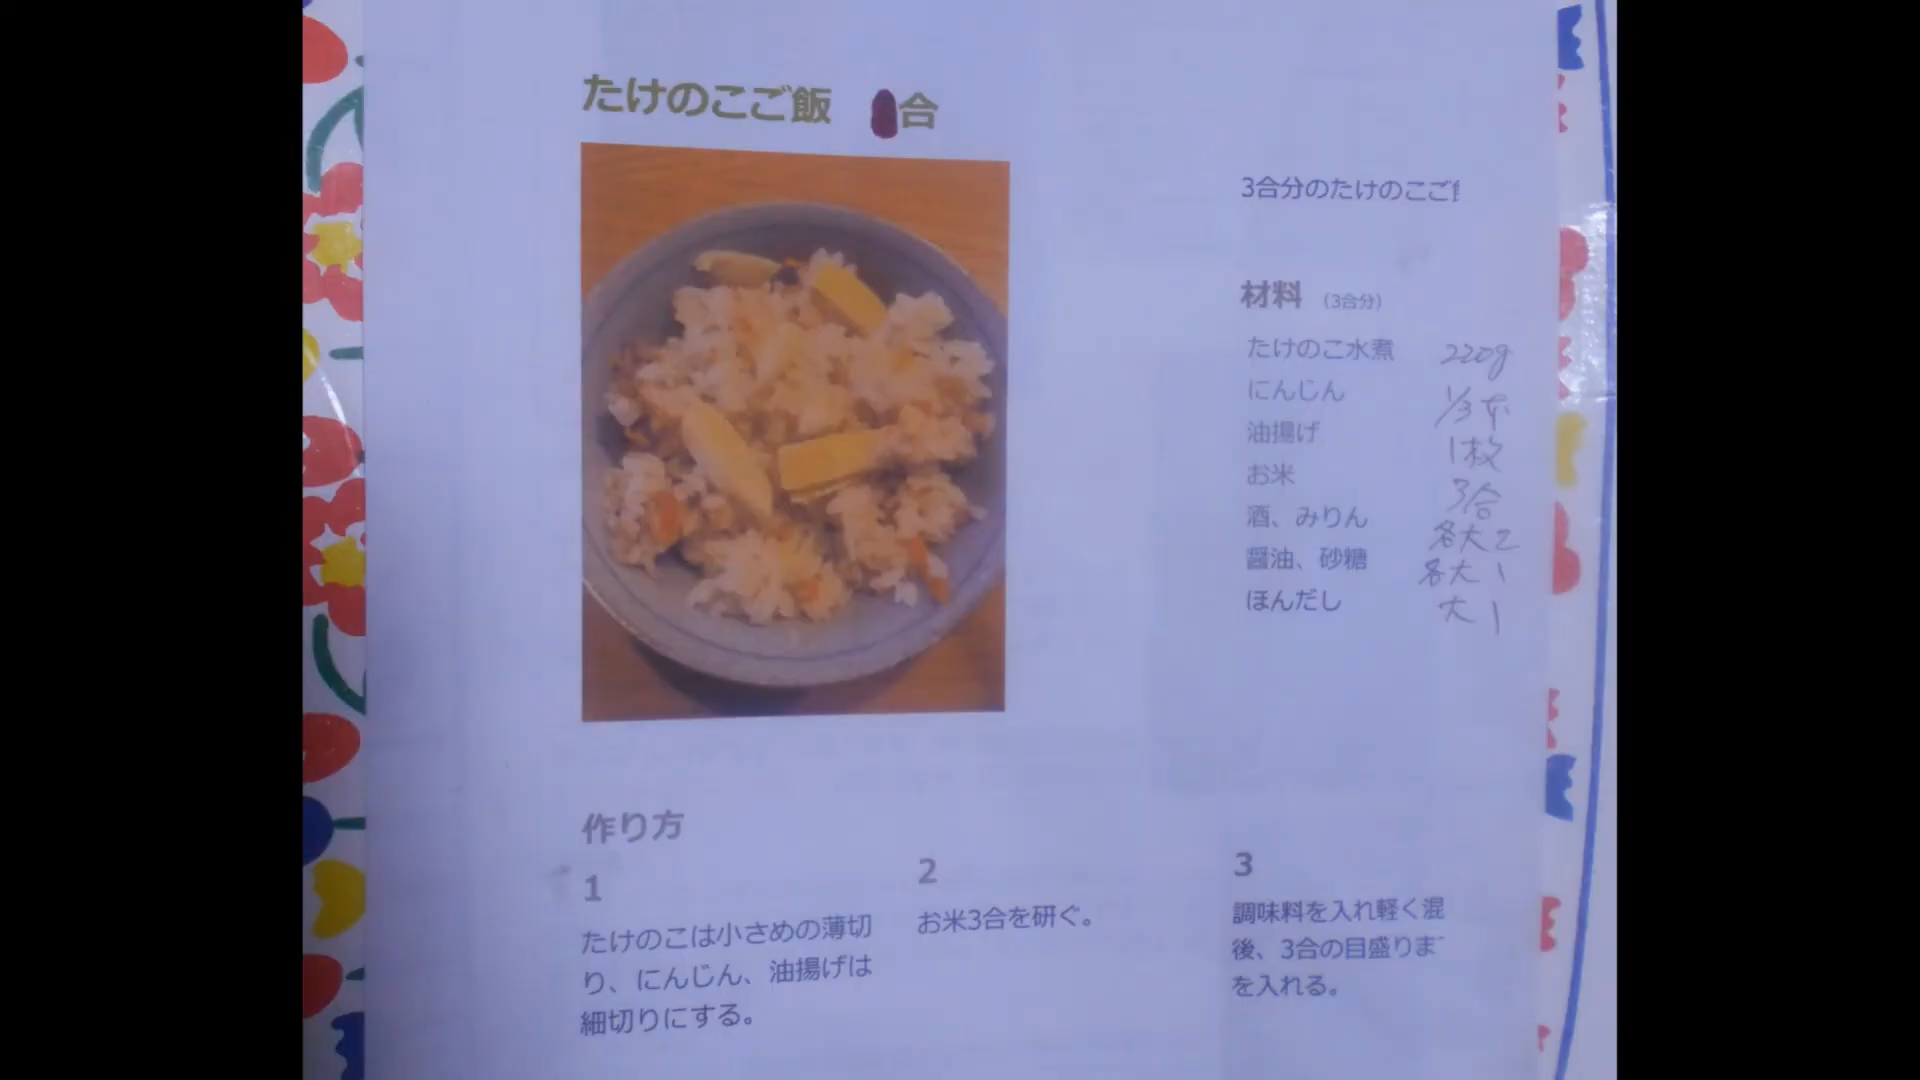 たけのこご飯 合
3合分のたけのこご
材料 (3合分)
たけのこ水煮 220g
にんじん 1/3本
油揚げ 1枚
お米 3合
酒、みりん 各大2
醤油、砂糖 各大1
ほんだし 大1
作り方
1
たけのこは小さめの薄切
り、にんじん、油揚げは
細切りにする。
2
お米3合を研ぐ。
3
調味料を入れ軽く混
後、3合の目盛りま
を入れる。